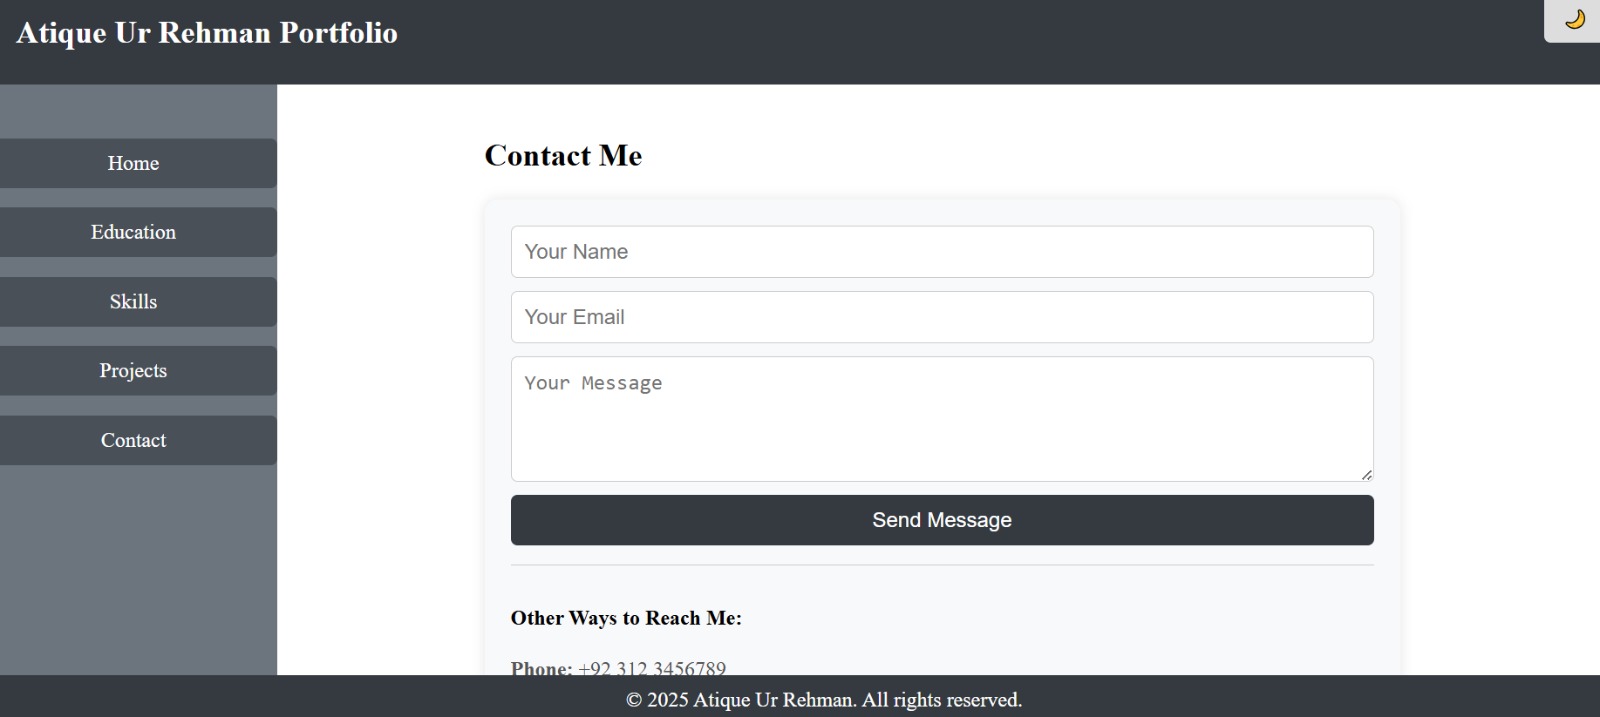 Atique Ur Rehman Portfolio
Home
Education
Skills
Projects
Contact
Contact Me
Your Name
Your Email
Your Message
Send Message
Other Ways to Reach Me:
Phone: +92 312 3456789
© 2025 Atique Ur Rehman. All rights reserved.